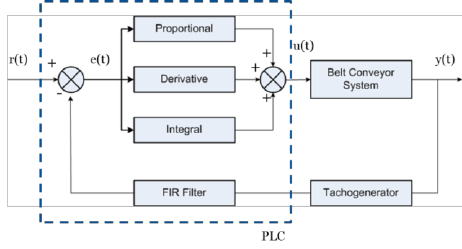 Proportional
r(t)
+
-
e(t)
Derivative
Integral
+
+
+
u(t)
Belt Conveyor
System
y(t)
FIR Filter
Tachogenerator
PLC